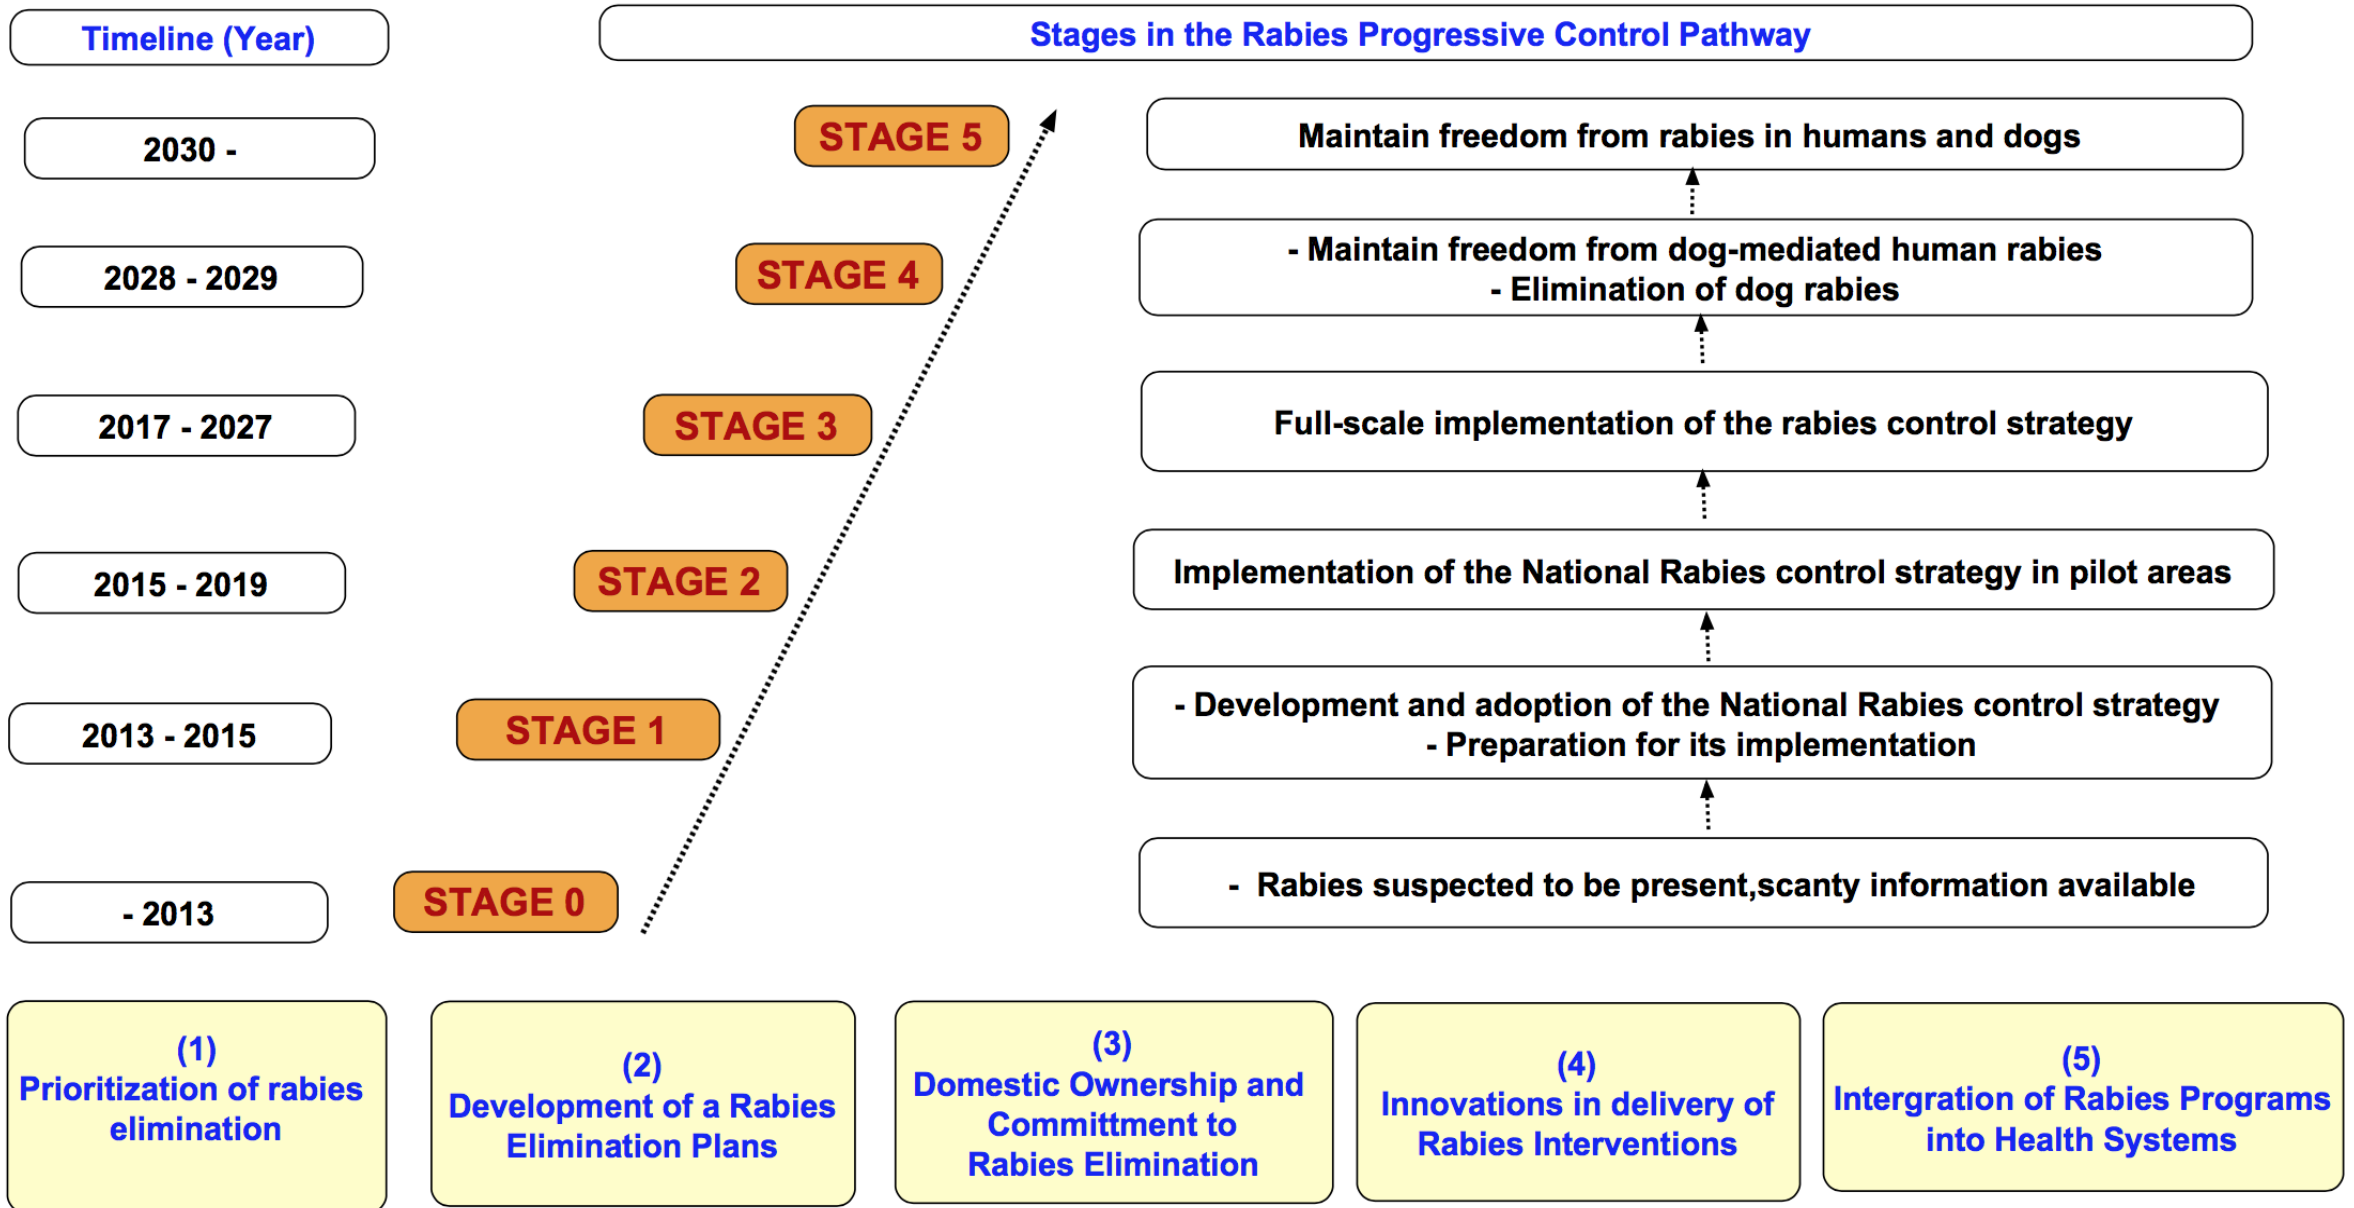 Timeline (Year)
Stages in the Rabies Progressive Control Pathway
2030 -
STAGE 5
Maintain freedom from rabies in humans and dogs
2028 - 2029
STAGE 4
- Maintain freedom from dog-mediated human rabies
- Elimination of dog rabies
2017 - 2027
STAGE 3
Full-scale implementation of the rabies control strategy
2015 - 2019
STAGE 2
Implementation of the National Rabies control strategy in pilot areas
2013 - 2015
STAGE 1
- Development and adoption of the National Rabies control strategy
- Preparation for its implementation
- 2013
STAGE 0
- Rabies suspected to be present,scanty information available
(1)
Prioritization of rabies
elimination
(2)
Development of a Rabies
Elimination Plans
(3)
Domestic Ownership and
Committment to
Rabies Elimination
(4)
Innovations in delivery of
Rabies Interventions
(5)
Intergration of Rabies Programs
into Health Systems